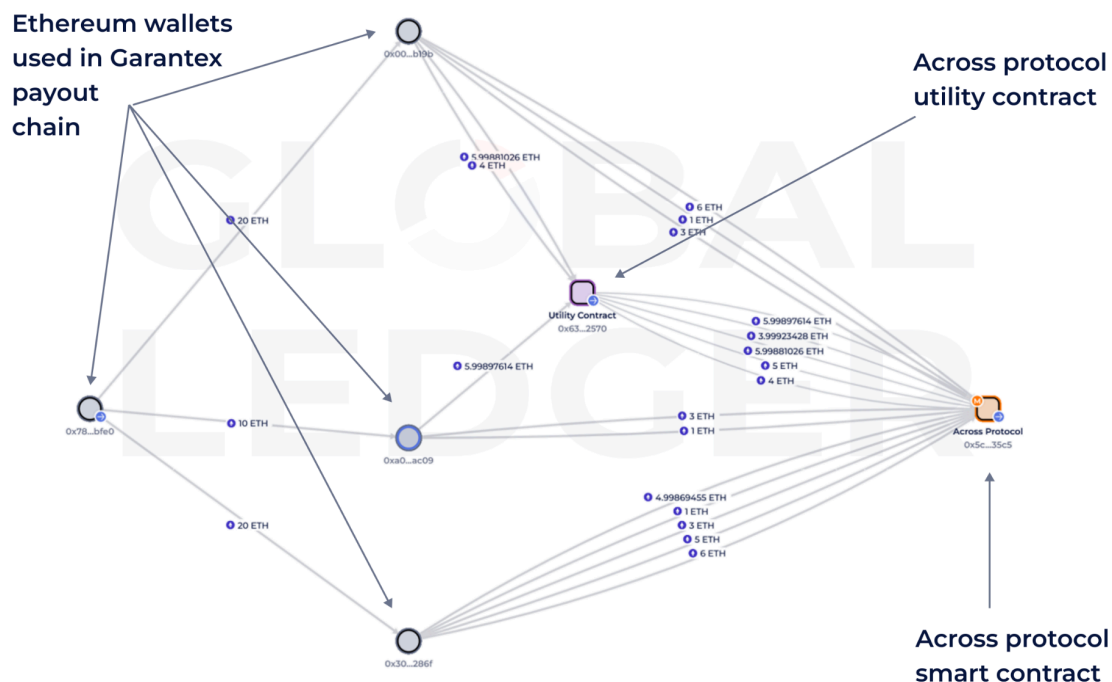 Ethereum wallets
used in Garantex
payout
chain
0x00...b19b
Across protocol
utility contract
5.99881026 ETH
4 ETH
20 ETH
6 ETH
1 ETH
3 ETH
Utility Contract
0x63...2570
5.99897614 ETH
3.99923428 ETH
5.99881026 ETH
5 ETH
4 ETH
5.99897614 ETH
0x78...bfe0
10 ETH
0xa0...ac09
3 ETH
1 ETH
Across Protocol
0x5c...35c5
20 ETH
4.99869455 ETH
1 ETH
3 ETH
5 ETH
6 ETH
0x30...286f
Across protocol
smart contract
GLOBAL
LEDGER
M